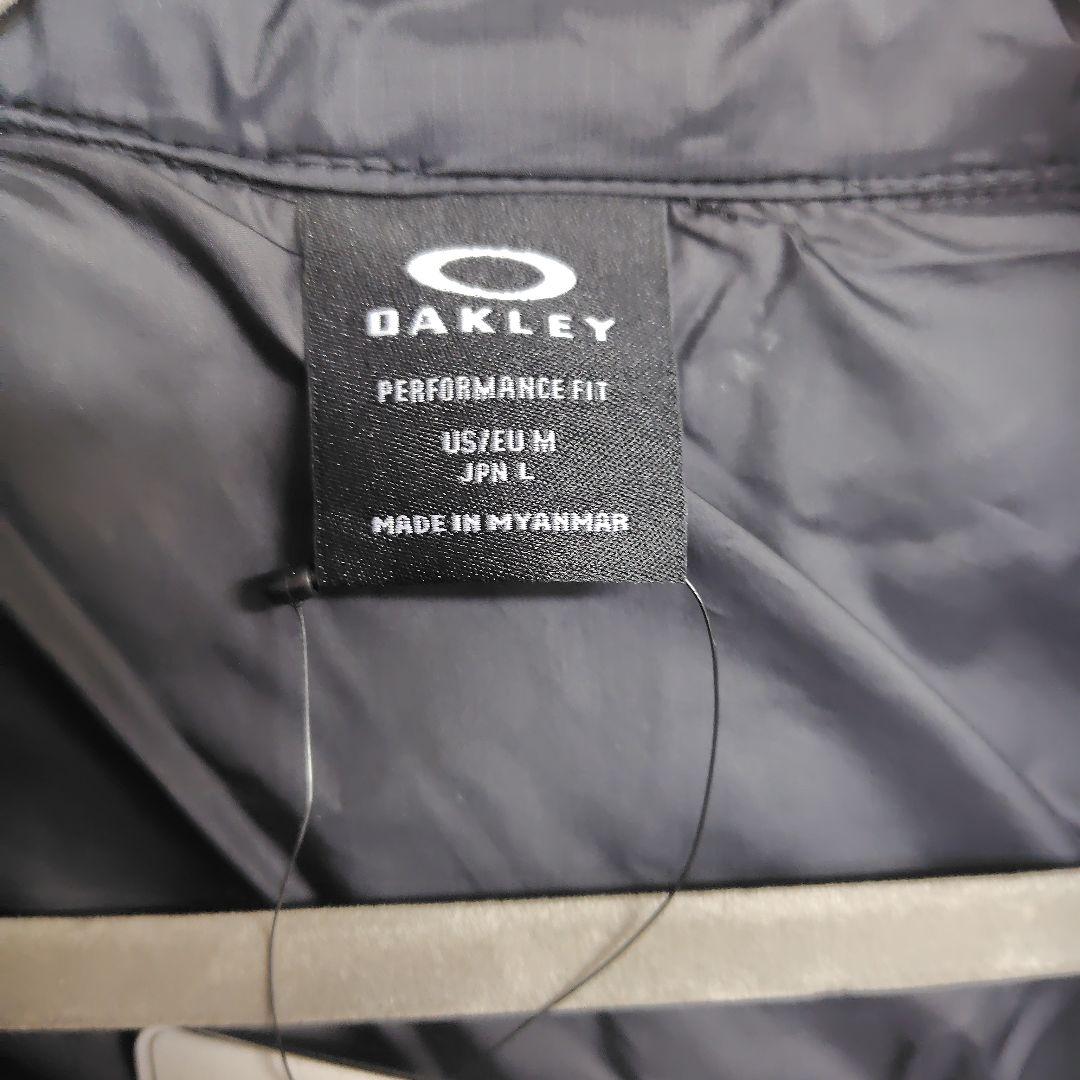 OAKLEY
PERFORMANCE FIT
US/EU M
JPN L
MADE IN MYANMAR